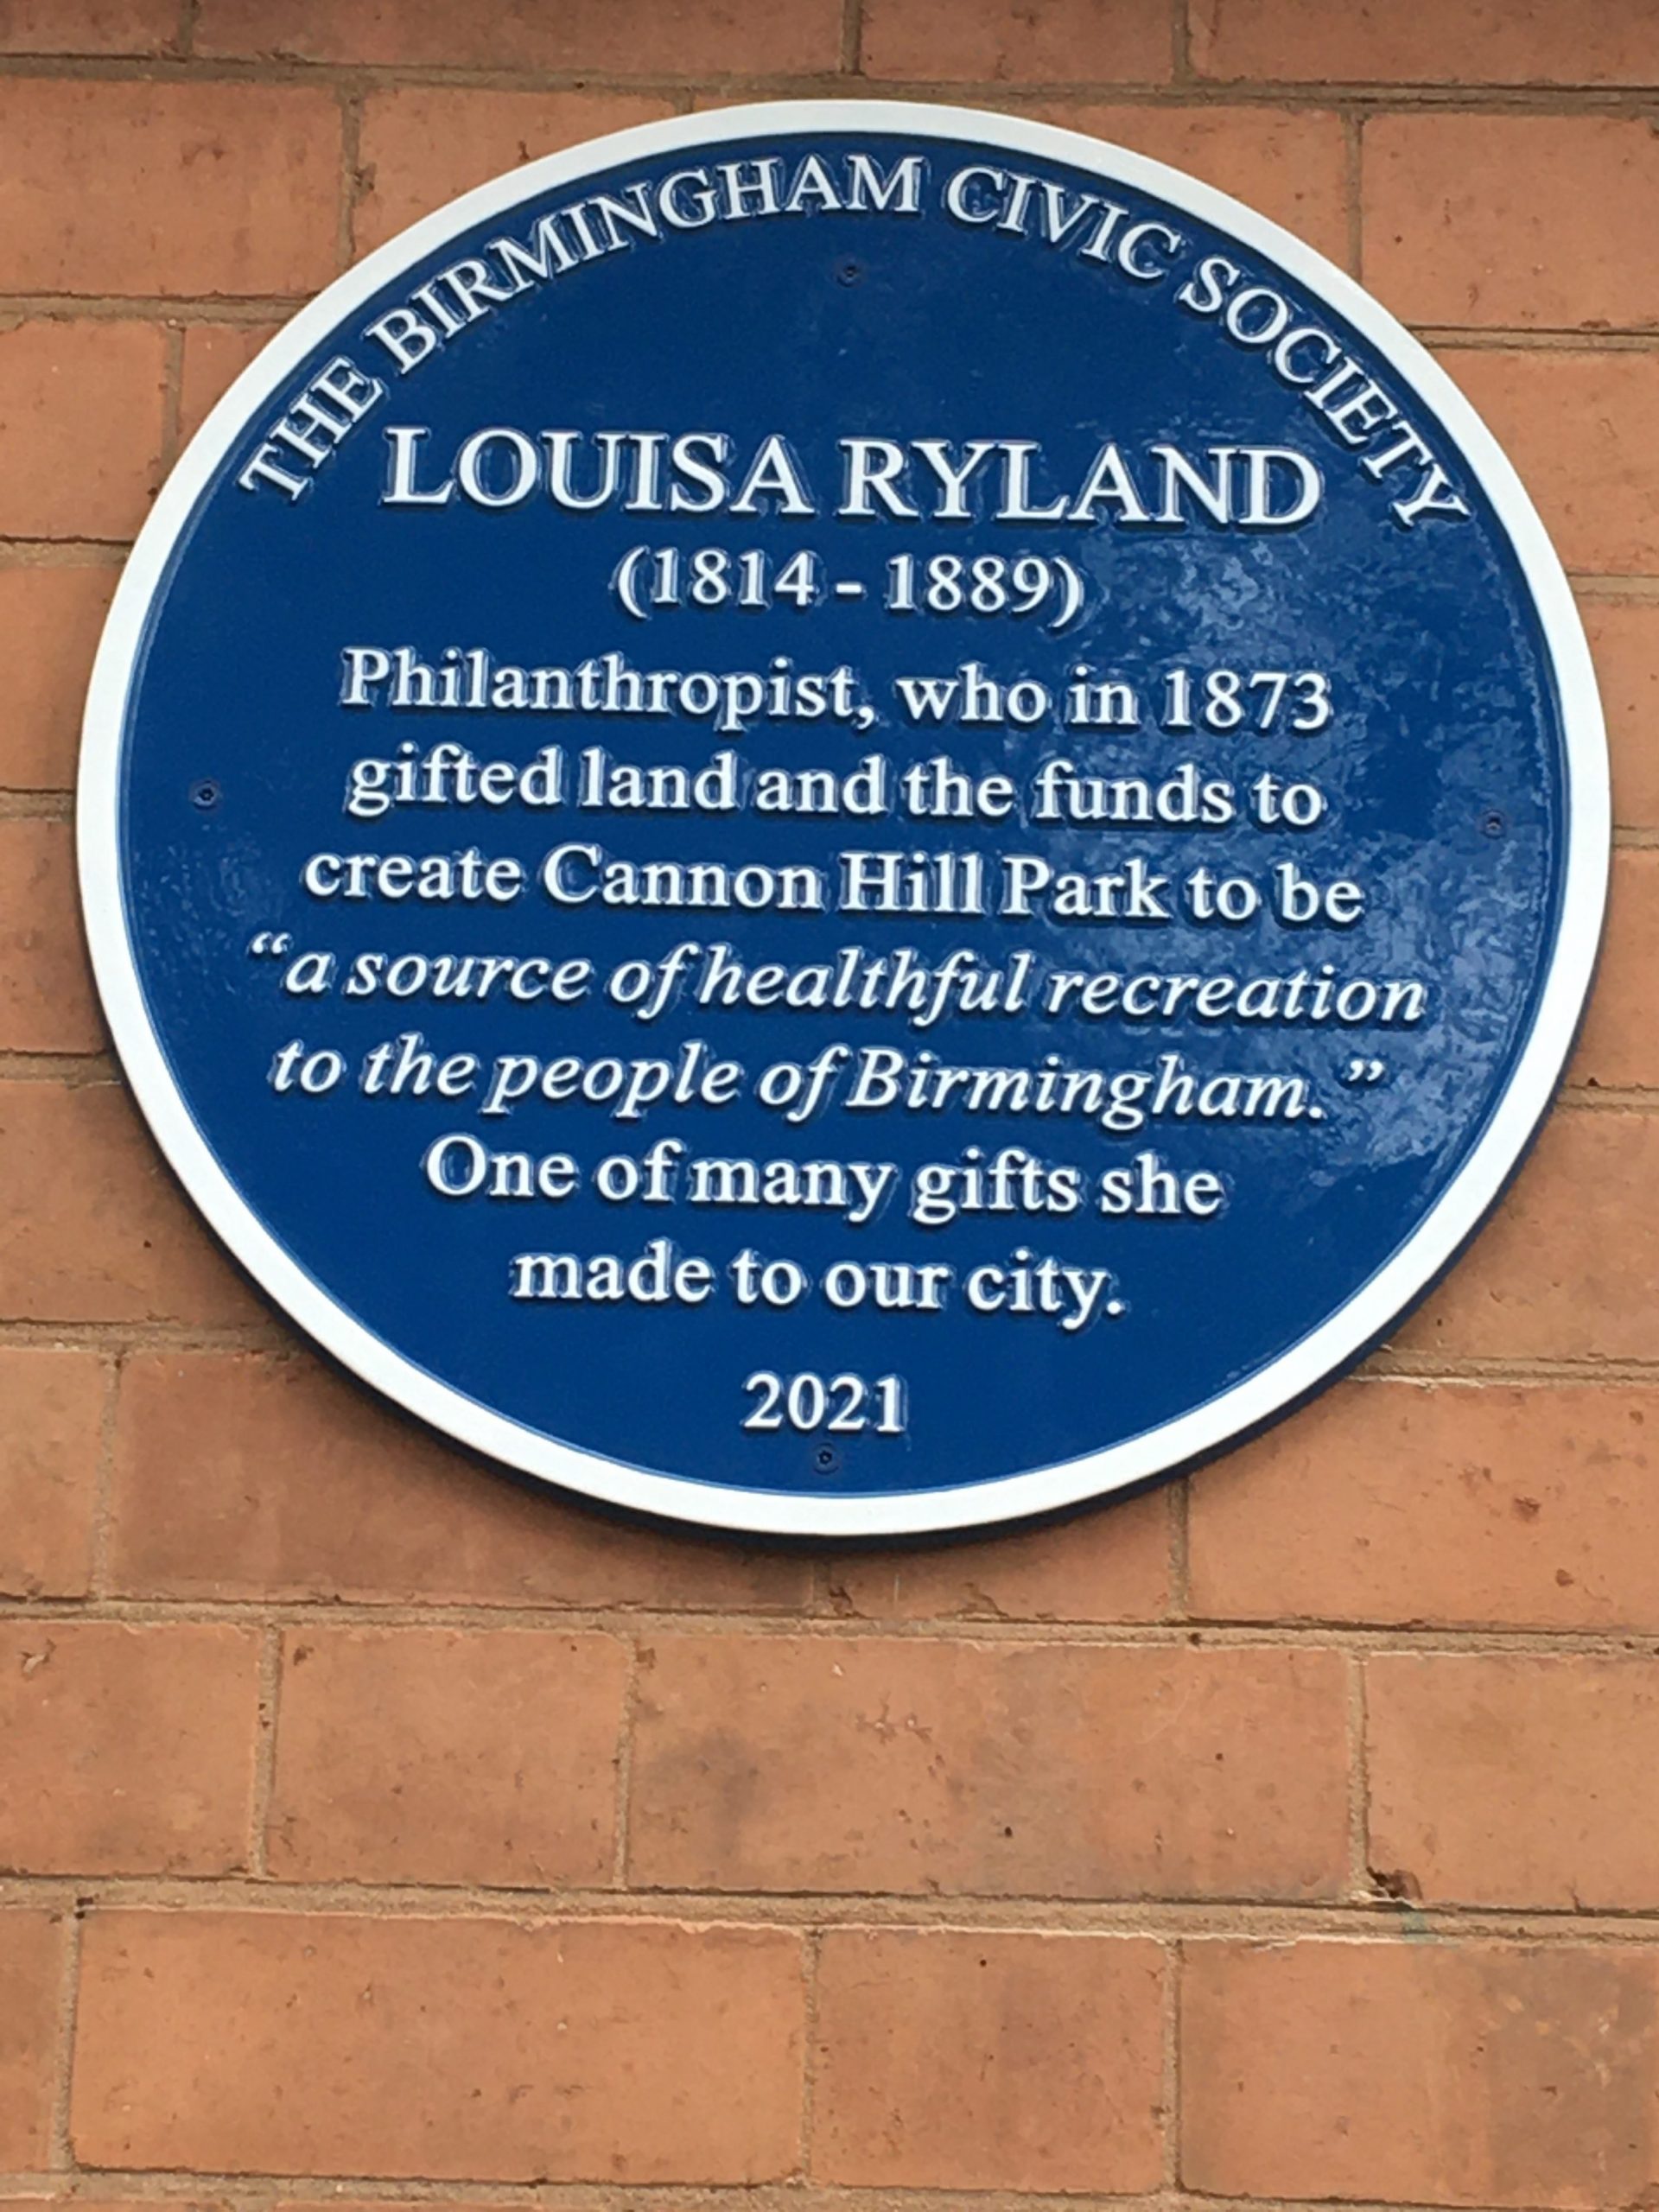 THE BIRMINGHAM CIVIC SOCIETY
LOUISA RYLAND
(1814 - 1889)
Philanthropist, who in 1873
gifted land and the funds to
create Cannon Hill Park to be
“a source of healthful recreation
to the people of Birmingham.”
One of many gifts she
made to our city.
2021